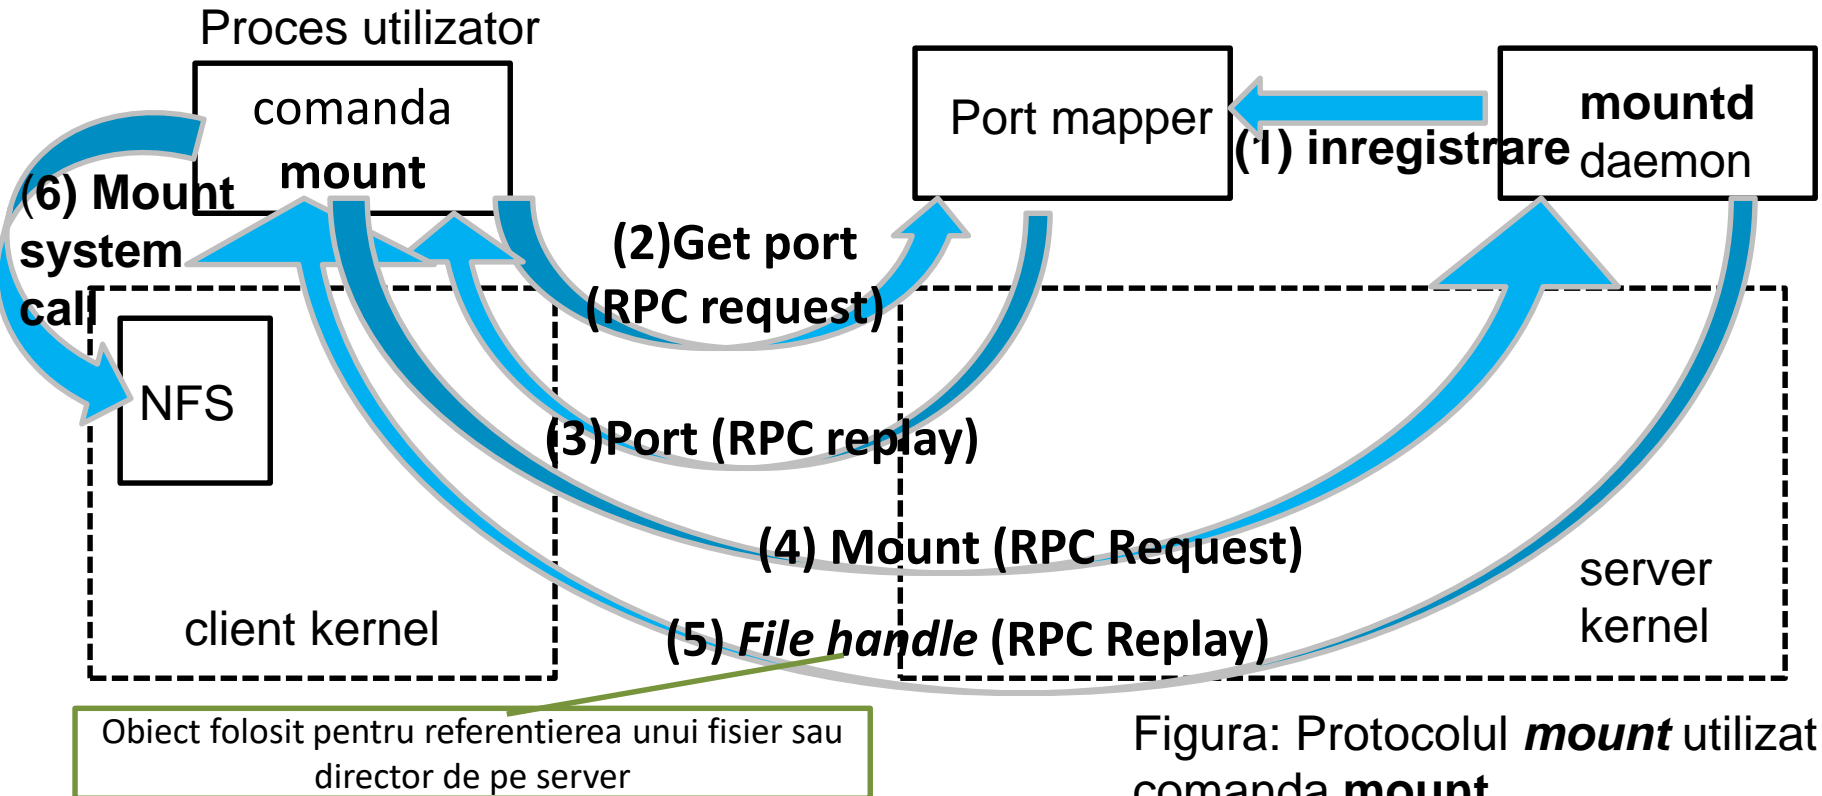 Proces utilizator
comanda
mount
Port mapper
(1) inregistrare
mountd
daemon
(6) Mount
system
call
(2)Get port
(RPC request)
NFS
(3)Port (RPC replay)
(4) Mount (RPC Request)
(5) File handle (RPC Replay)
client kernel
server
kernel
Obiect folosit pentru referentierea unui fisier sau
director de pe server
Figura: Protocolul mount utilizat
comanda mount